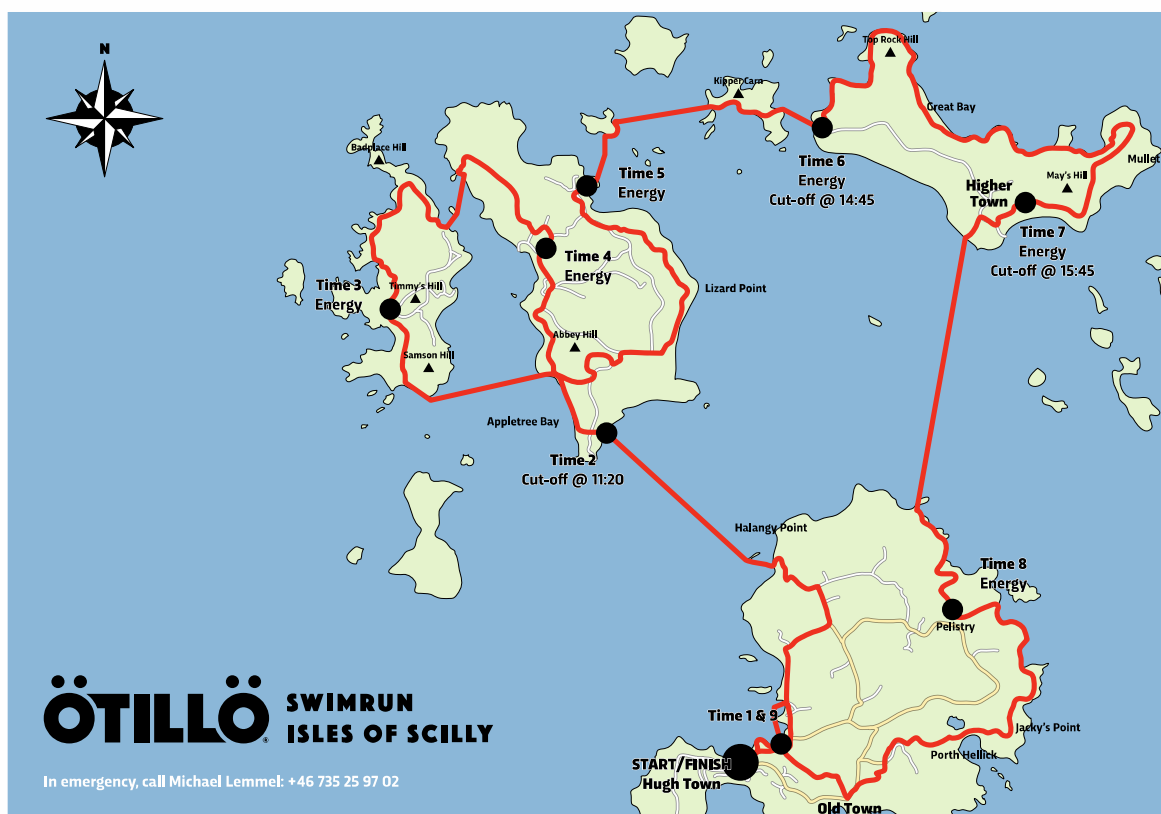 N
Top Rock Hill
Kipper Carn
Great Bay
Badplace Hill
Time 6
Energy
Cut-off @ 14:45
Mullet
May's Hill
Higher
Town
Time 5
Energy
Time 7
Energy
Cut-off @ 15:45
Time 4
Energy
Time 3
Energy
Timmy's Hill
Lizard Point
Abbey Hill
Samson Hill
Appletree Bay
Time 2
Cut-off @ 11:20
Halangy Point
Time 8
Energy
Pelistry
ÖTILLÖ
SWIMRUN
ISLES OF SCILLY
Time 1 & 9
Jacky's Point
Porth Hellick
START/FINISH
Hugh Town
In emergency, call Michael Lemmel: +46 735 25 97 02
Old Town